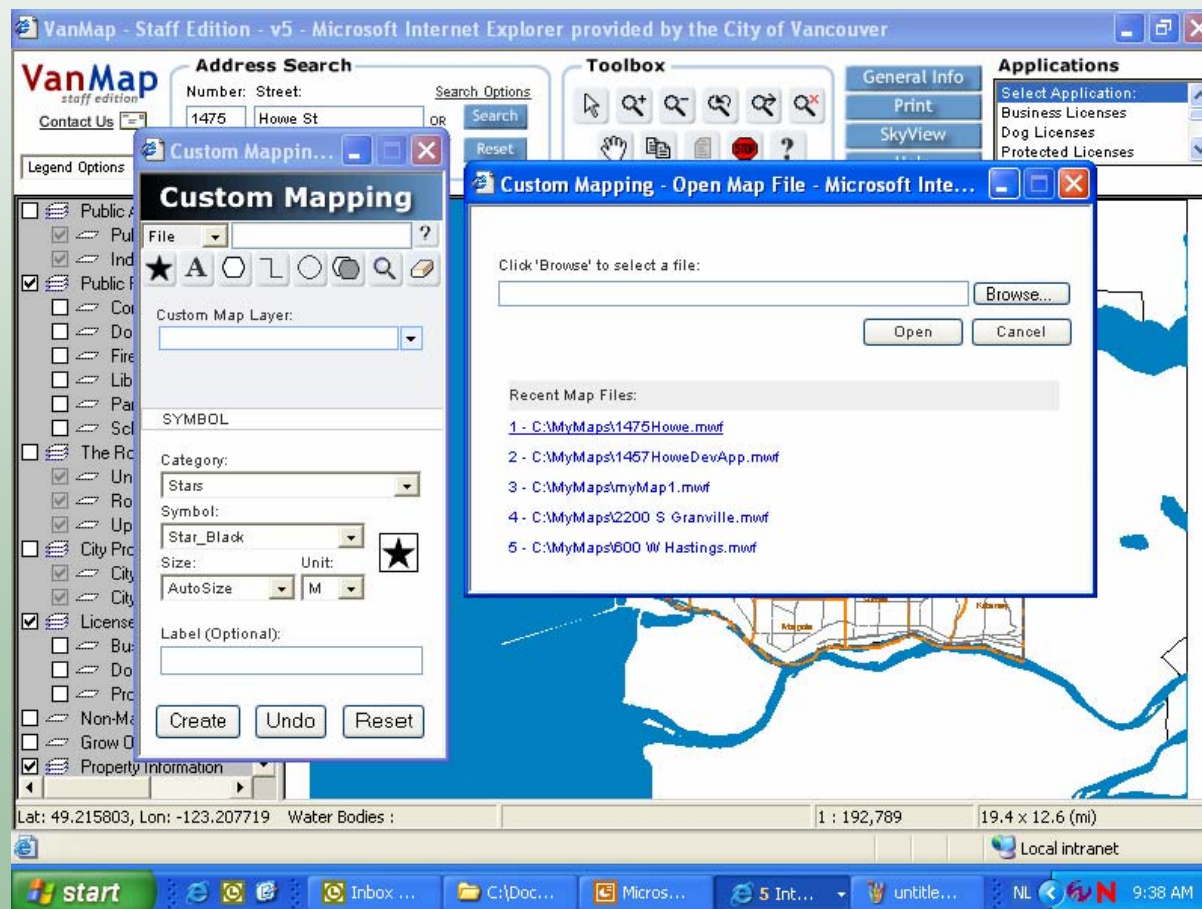 VanMap - Staff Edition - v5 - Microsoft Internet Explorer provided by the City of Vancouver
VanMap
staff edition
Contact Us
Legend Options
Address Search
Number: Street:
Search Options
1475 Howe St OR Search
Reset
Toolbox
STOP ?
General Info
Print
SkyView
Applications
Select Application:
Business Licenses
Dog Licenses
Protected Licenses
Public
Public
The
City
License
Non-
Grow
Property Information
Custom Mappin...
Custom Mapping
File ?
A
Custom Map Layer:
SYMBOL
Category:
Stars
Symbol:
Star_Black
Size: Unit:
AutoSize M
Label (Optional):
Create Undo Reset
Custom Mapping - Open Map File - Microsoft Inte...
Click 'Browse' to select a file:
Browse...
Open Cancel
Recent Map Files:
1 - C:\MyMaps\1475Howe.mwf
2 - C:\MyMaps\1457HoweDevApp.mwf
3 - C:\MyMaps\myMap1.mwf
4 - C:\MyMaps\2200 S Granville.mwf
5 - C:\MyMaps\600 W Hastings.mwf
Lat: 49.215803, Lon: -123.207719 Water Bodies : 1 : 192,789 19.4 x 12.6 (mi)
Local intranet
start Inbox ... C:\Doc... Micros... 5 Int... untitle... NL N 9:38 AM